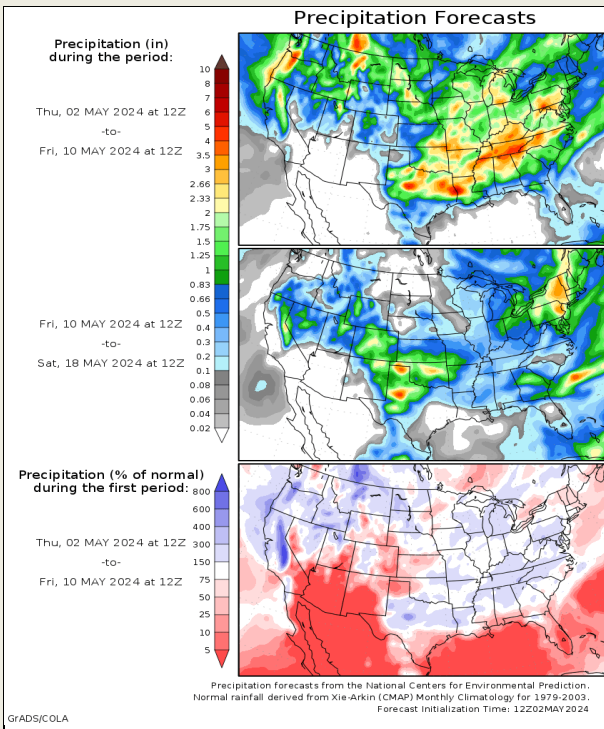 Precipitation Forecasts
Precipitation (in)
during the period:
Thu, 02 MAY 2024 at 12Z
-to-
Fri, 10 MAY 2024 at 12Z
Fri, 10 MAY 2024 at 12Z
-to-
Sat, 18 MAY 2024 at 12Z
10
8
7
6
5
4
3.5
3
2.66
2.33
2
1.75
1.5
1.25
1
0.83
0.66
0.5
0.4
0.3
0.2
0.1
0.08
0.06
0.04
0.02
Precipitation (% of normal)
during the first period:
Thu, 02 MAY 2024 at 12Z
-to-
Fri, 10 MAY 2024 at 12Z
800
600
400
300
150
75
50
25
10
5
Precipitation forecasts from the National Centers for Environmental Prediction.
Normal rainfall derived from Xie-Arkin (CMAP) Monthly Climatology for 1979-2003.
Forecast Initialization Time: 12Z02MAY2024
GrADS/COLA